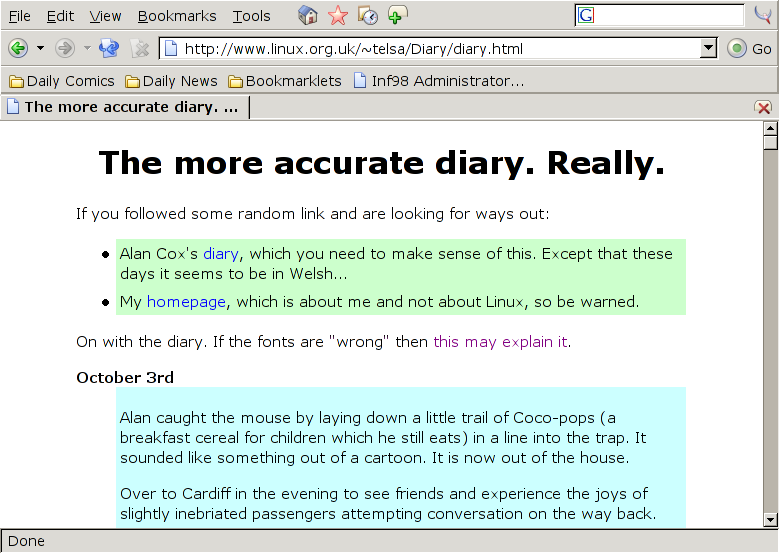 File Edit View Bookmarks Tools G
http://www.linux.org.uk/~telsa/Diary/diary.html Go
Daily Comics Daily News Bookmarklets Inf98 Administrator...
The more accurate diary. ...
The more accurate diary. Really.
If you followed some random link and are looking for ways out:
• Alan Cox's diary, which you need to make sense of this. Except that these
days it seems to be in Welsh...
• My homepage, which is about me and not about Linux, so be warned.
On with the diary. If the fonts are "wrong" then this may explain it.
October 3rd
Alan caught the mouse by laying down a little trail of Coco-pops (a
breakfast cereal for children which he still eats) in a line into the trap. It
sounded like something out of a cartoon. It is now out of the house.
Over to Cardiff in the evening to see friends and experience the joys of
slightly inebriated passengers attempting conversation on the way back.
Done